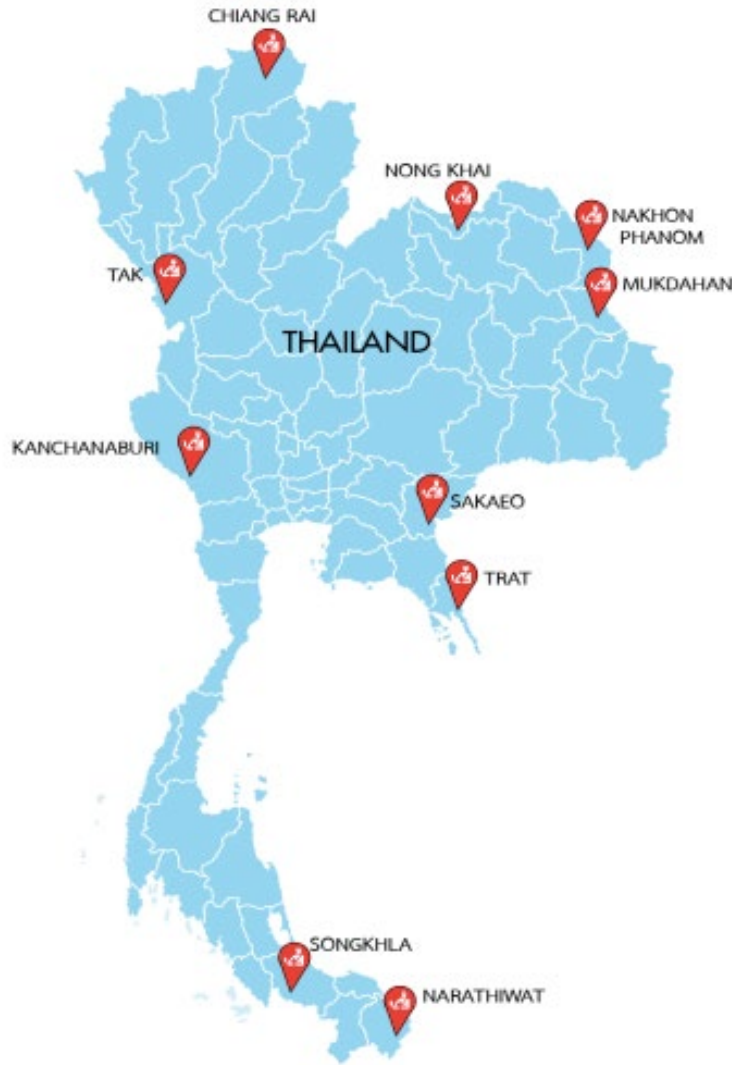 CHIANG RAI
NONG KHAI
NAKHON
PHANOM
TAK
MUKDAHAN
THAILAND
KANCHANABURI
SAKAEO
TRAT
SONGKHLA
NARATHIWAT